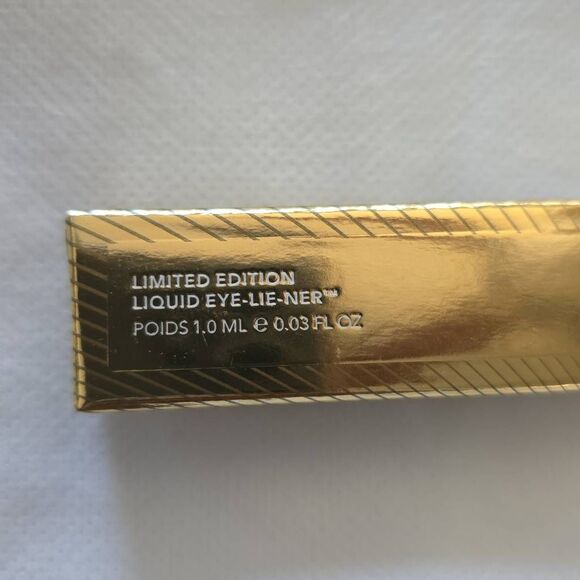 LIMITED EDITION
LIQUID EYE-LIE-NER™
POIDS 1.0 ML ℮ 0.03 FL OZ